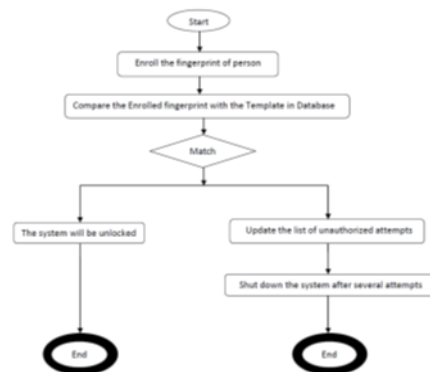 Start
Enroll the fingerprint of person
Compare the Enrolled fingerprint with the Template in Database
Match
The system will be unlocked
Update the list of unauthorized attempts
Shut down the system after several attempts
End
End